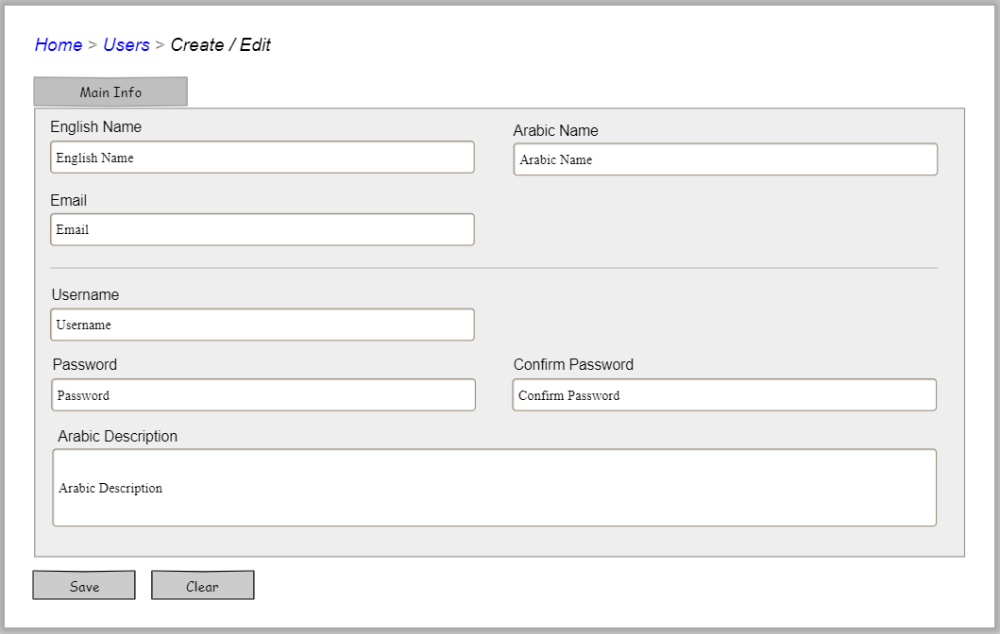 Home > Users > Create / Edit
Main Info
English Name
Arabic Name
English Name
Arabic Name
Email
Email
Username
Username
Password
Confirm Password
Password
Confirm Password
Arabic Description
Arabic Description
Save
Clear